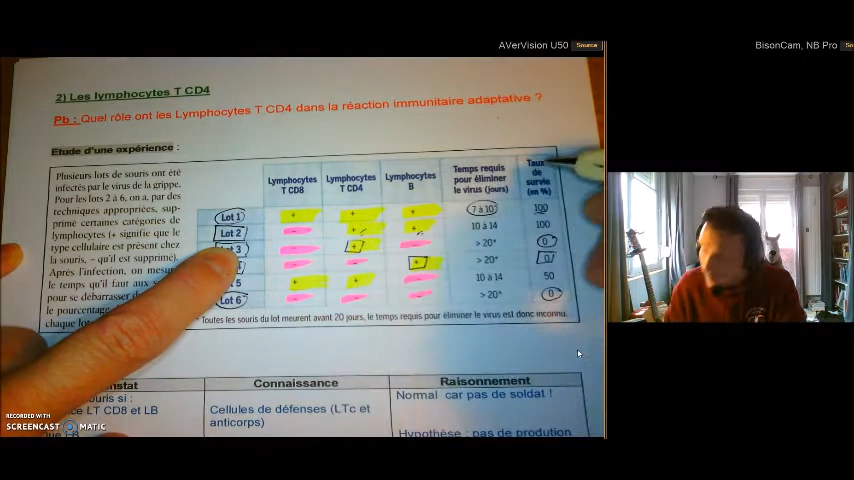 AVerVision U50 Source
BisonCam, NB Pro
2) Les lymphocytes T CD4
Pb : Quel rôle ont les Lymphocytes T CD4 dans la réaction immunitaire adaptative ?
Etude d'une expérience :
Plusieurs lots de souris ont été
infectés par le virus de la grippe.
Pour les lots 2 à 6, on a, par des
techniques appropriées, sup-
primé certaines catégories de
lymphocytes (+ signifie que le
type cellulaire est présent chez
la souris, – qu'il est supprimé).
Après l'infection, on mesure
le temps qu'il faut aux
pour se débarrasser
le pourcentage
chaque lot
Lymphocytes T CD8 Lymphocytes T CD4 Lymphocytes B Temps requis pour éliminer le virus (jours) Taux de survie (en %)
Lot 1 + + + 7 à 10 100
Lot 2 - + + 10 à 14 100
3 - + - > 20* 0
- - + > 20* 0
5 + + - 10 à 14 50
Lot 6 - - - > 20* 0
Toutes les souris du lot meurent avant 20 jours, le temps requis pour éliminer le virus est donc inconnu.
Connaissance Raisonnement
si :
LT CD8 et LB
Cellules de défenses (LTc et
anticorps)
Normal car pas de soldat !
Hypothèse : pas de prodution
RECORDED WITH
SCREENCAST MATIC